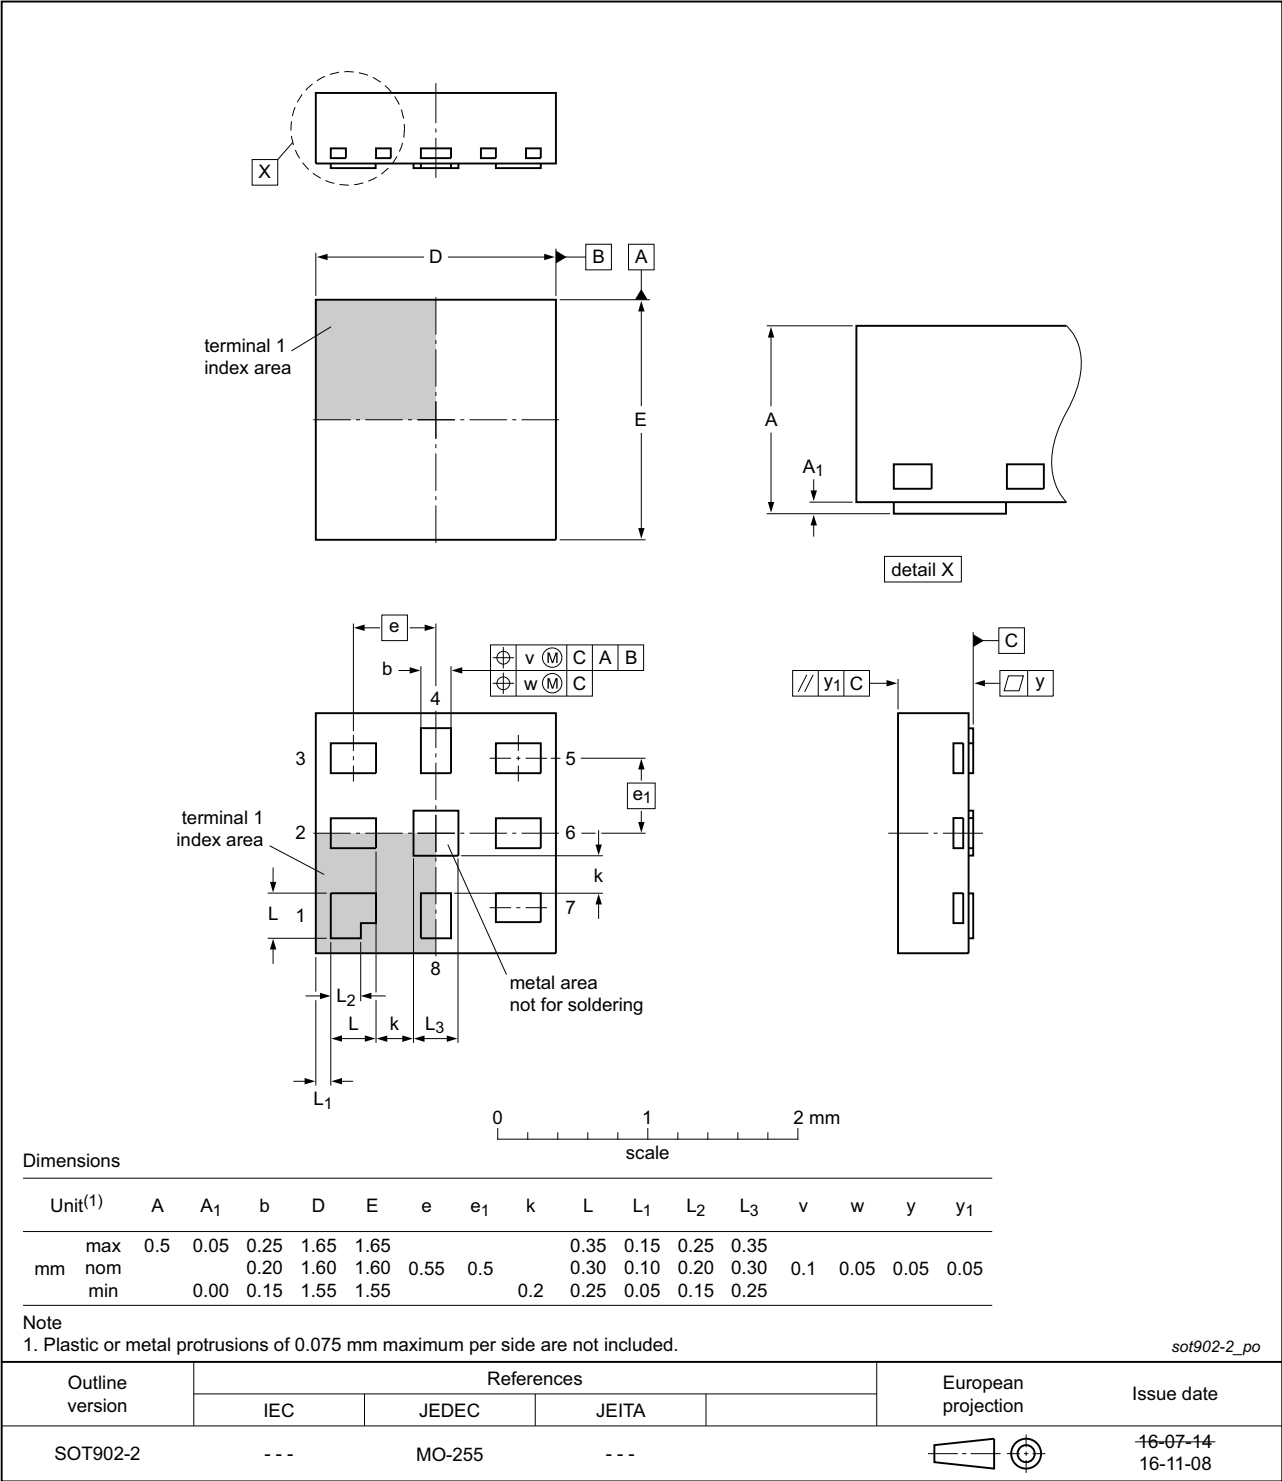 X
D
B
A
terminal 1
index area
E
A
A1
detail X
e
b
v M C A B
w M C
4
3
5
e1
terminal 1
index area
2
6
k
L
1
7
8
metal area
not for soldering
L2
L
k
L3
L1
C
// y1 C
y
0 1 2 mm
scale
Dimensions
Unit(1) A A1 b D E e e1 k L L1 L2 L3 v w y y1
max 0.5 0.05 0.25 1.65 1.65 0.35 0.15 0.25 0.35
mm nom 0.20 1.60 1.60 0.55 0.5 0.30 0.10 0.20 0.30 0.1 0.05 0.05 0.05
min 0.00 0.15 1.55 1.55 0.2 0.25 0.05 0.15 0.25
Note
1. Plastic or metal protrusions of 0.075 mm maximum per side are not included.
sot902-2_po
Outline
version
References
European
projection
Issue date
IEC JEDEC JEITA
SOT902-2 - - - MO-255 - - -
16-07-14
16-11-08